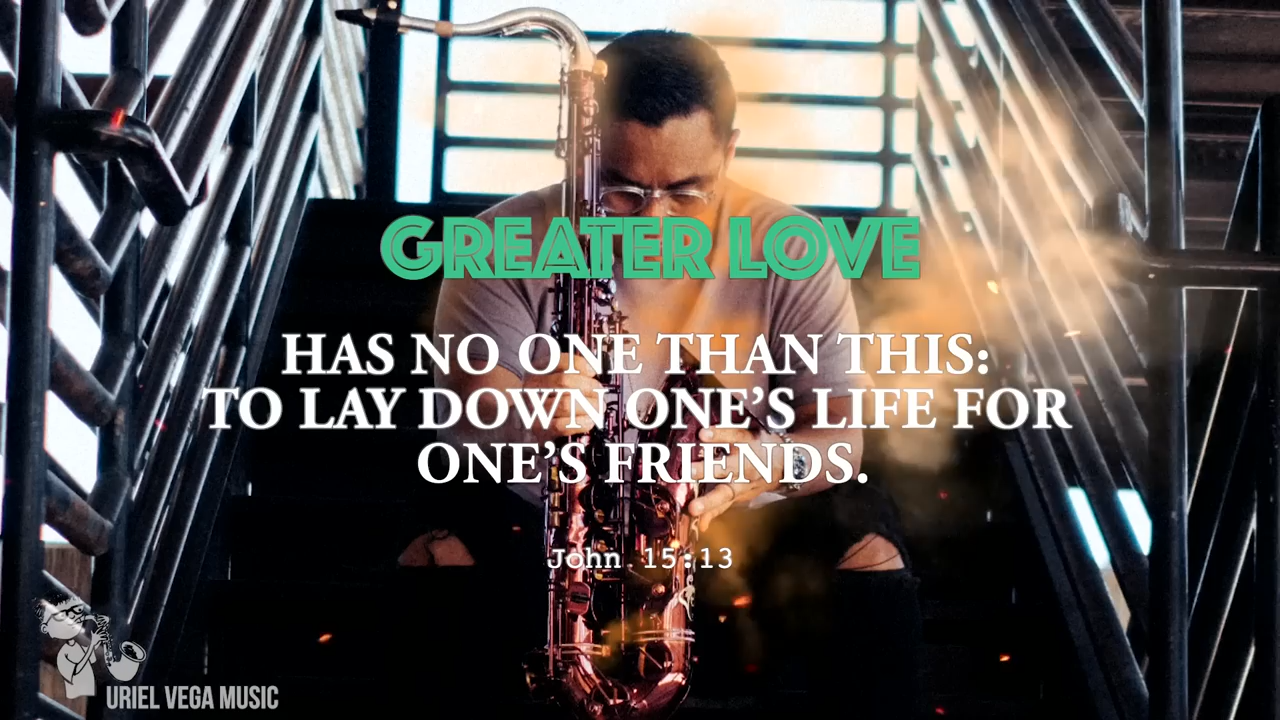 GREATER LOVE
HAS NO ONE THAN THIS:
TO LAY DOWN ONE’S LIFE FOR
ONE’S FRIENDS.
John 15:13
URIEL VEGA MUSIC